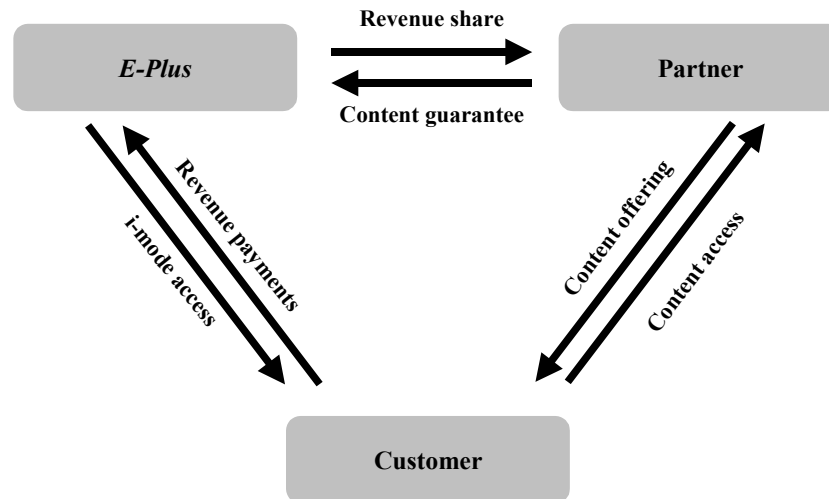 Revenue share
E-Plus
Partner
Content guarantee
Revenue payments
i-mode access
Content offering
Content access
Customer